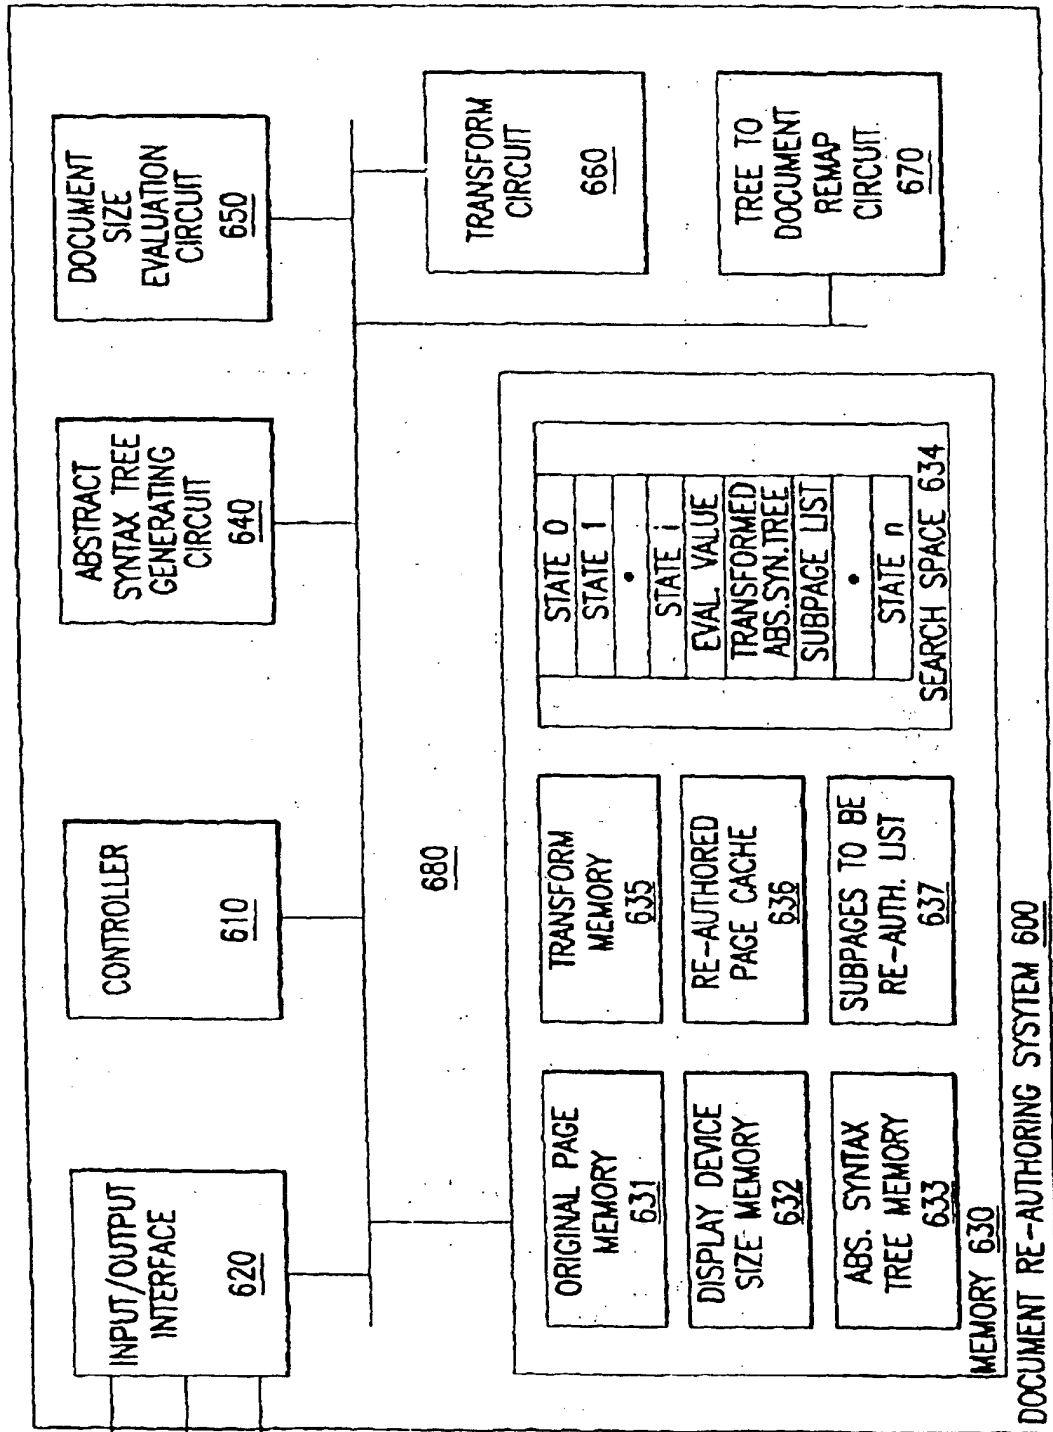 INPUT/OUTPUT
INTERFACE
620
CONTROLLER
610
ABSTRACT
SYNTAX TREE
GENERATING
CIRCUIT
640
DOCUMENT
SIZE
EVALUATION
CIRCUIT
650
680
TRANSFORM
CIRCUIT
660
TREE TO
DOCUMENT
REMAP
CIRCUIT.
670
ORIGINAL PAGE
MEMORY
631
DISPLAY DEVICE
SIZE MEMORY
632
ABS. SYNTAX
TREE MEMORY
633
TRANSFORM
MEMORY
635
RE-AUTHORED
PAGE CACHE
636
SUBPAGES TO BE
RE-AUTH. LIST
637
STATE 0
STATE 1
•
STATE i
EVAL. VALUE
TRANSFORMED
ABS.SYN.TREE
SUBPAGE LIST
•
STATE n
SEARCH SPACE 634
MEMORY 630
DOCUMENT RE-AUTHORING SYSYTEM 600